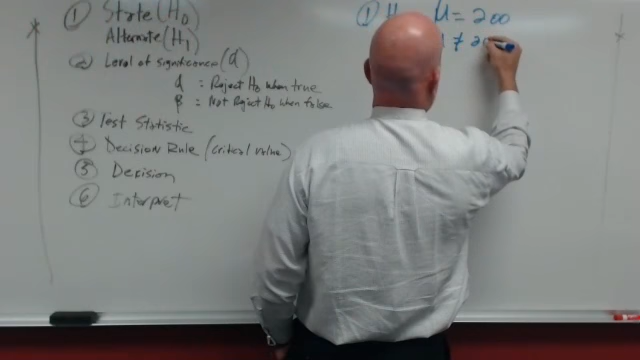 ① State (H₀)
Alternate (H₁)
② Level of significance (α)
α = Reject H₀ when true
β = Not Reject H₀ when false
③ Test Statistic
④ Decision Rule (critical value)
⑤ Decision
⑥ Interpret
① H μ = 200
≠ 20